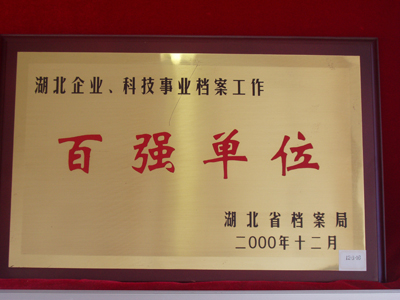 湖北企业、科技事业档案工作
百强单位
湖北省档案局
二000年十二月